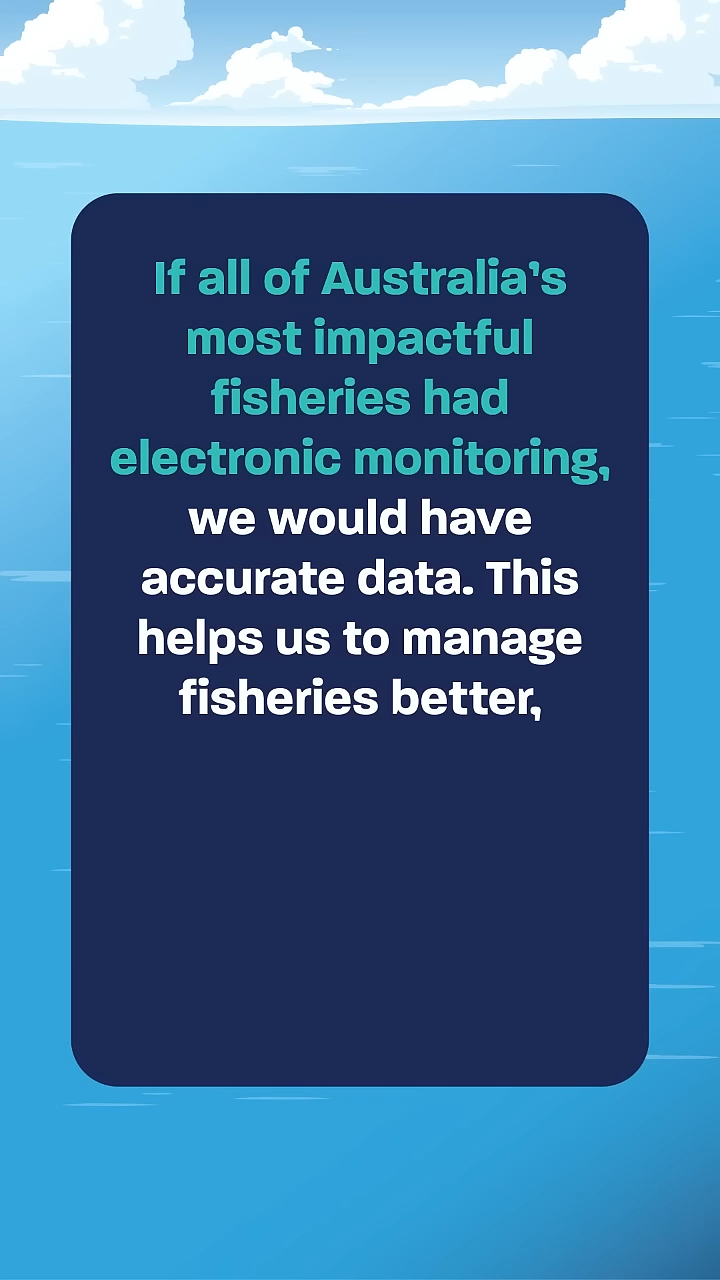 If all of Australia’s
most impactful
fisheries had
electronic monitoring,
we would have
accurate data. This
helps us to manage
fisheries better,